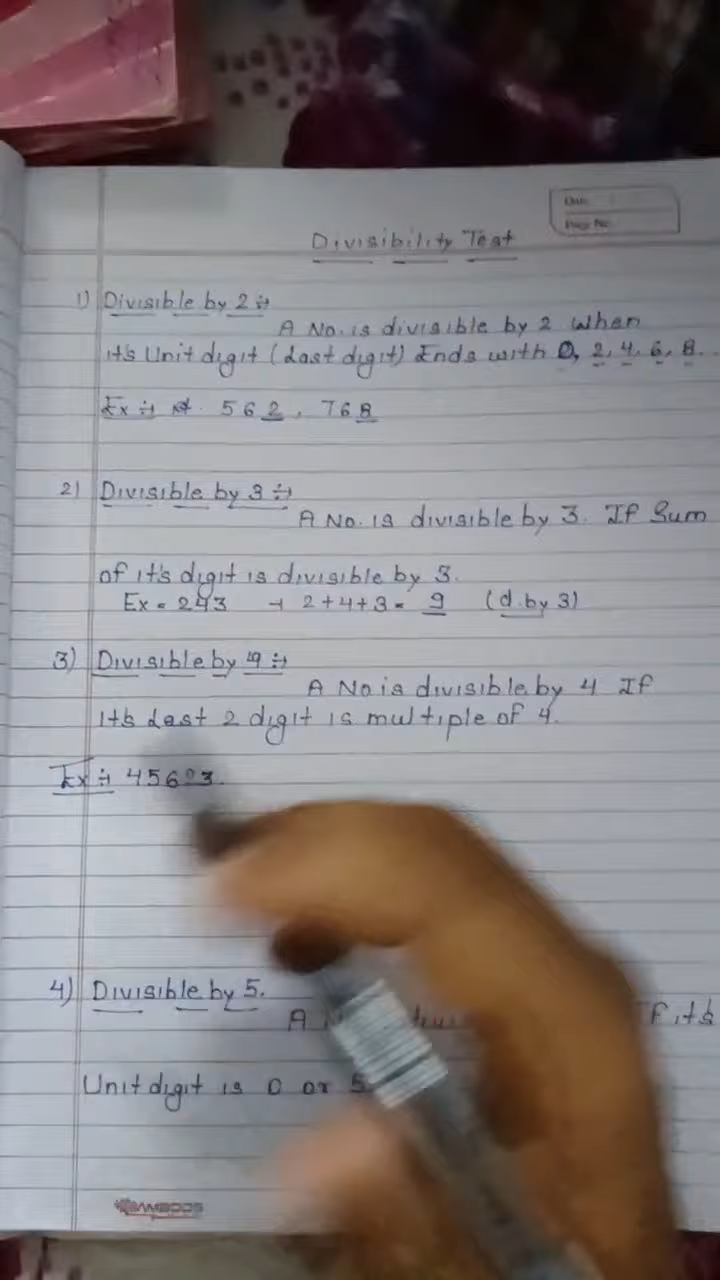 Date
Page No.
Divisibility Test
1) Divisible by 2 :-
A No. is divisible by 2 when
it's Unit digit (Last digit) Ends with 0, 2, 4, 6, 8.
Ex :- 562, 768
2) Divisible by 3 :-
A No. is divisible by 3. If Sum
of it's digit is divisible by 3.
Ex = 243 → 2+4+3 = 9 (d.by 3)
3) Divisible by 4 :-
A No is divisible by 4 If
It's Last 2 digit is multiple of 4.
Ex :- 45603.
4) Divisible by 5.
A If it's
Unit digit is 0 or 5